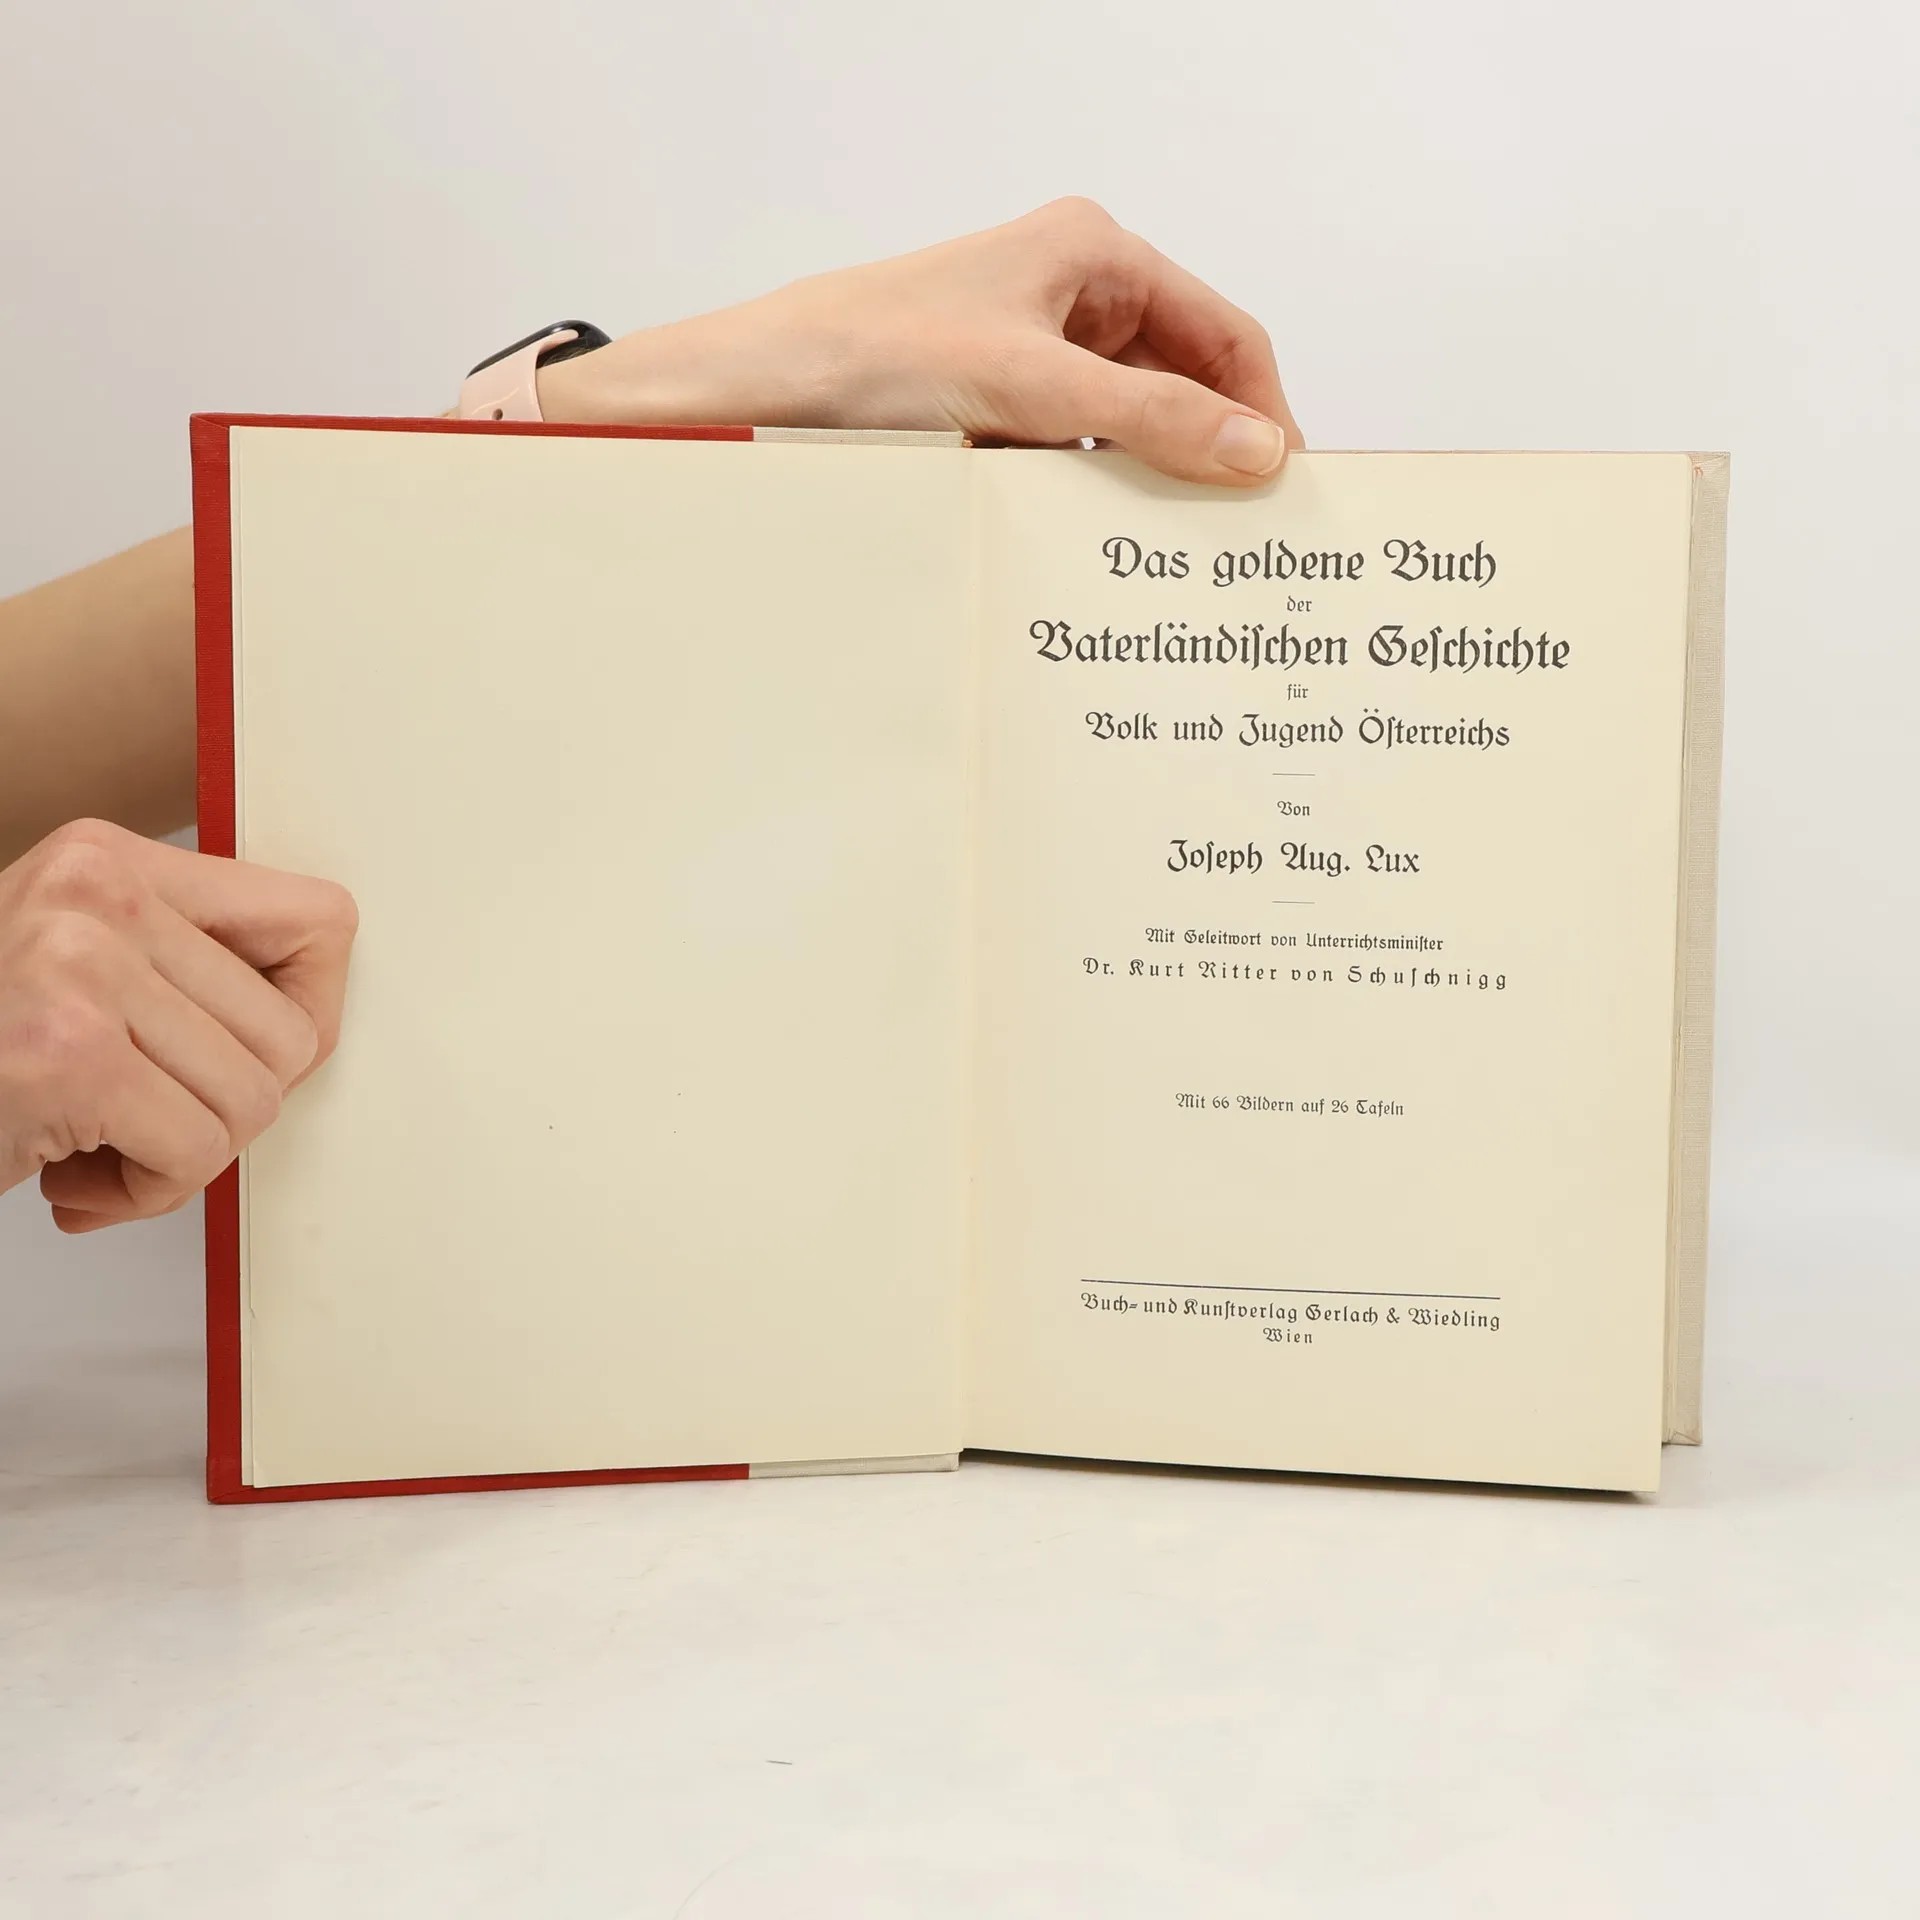 Das goldene Buch
der
Vaterländiſchen Geſchichte
für
Volk und Jugend Öſterreichs
Von
Joſeph Aug. Lux
Mit Geleitwort von Unterrichtsminiſter
Dr. Kurt Ritter von Schuſchnigg
Mit 66 Bildern auf 26 Tafeln
Buch- und Kunſtverlag Gerlach & Wiedling
Wien